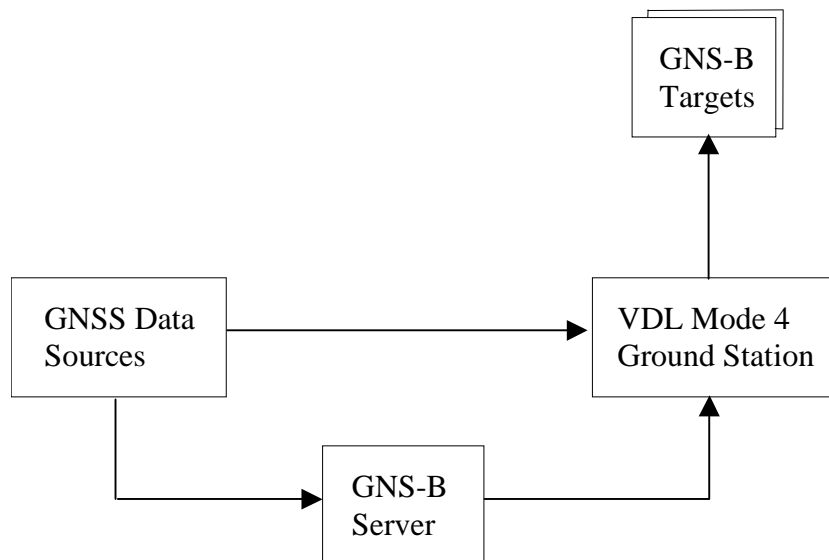 GNS-B
Targets
GNSS Data
Sources
VDL Mode 4
Ground Station
GNS-B
Server